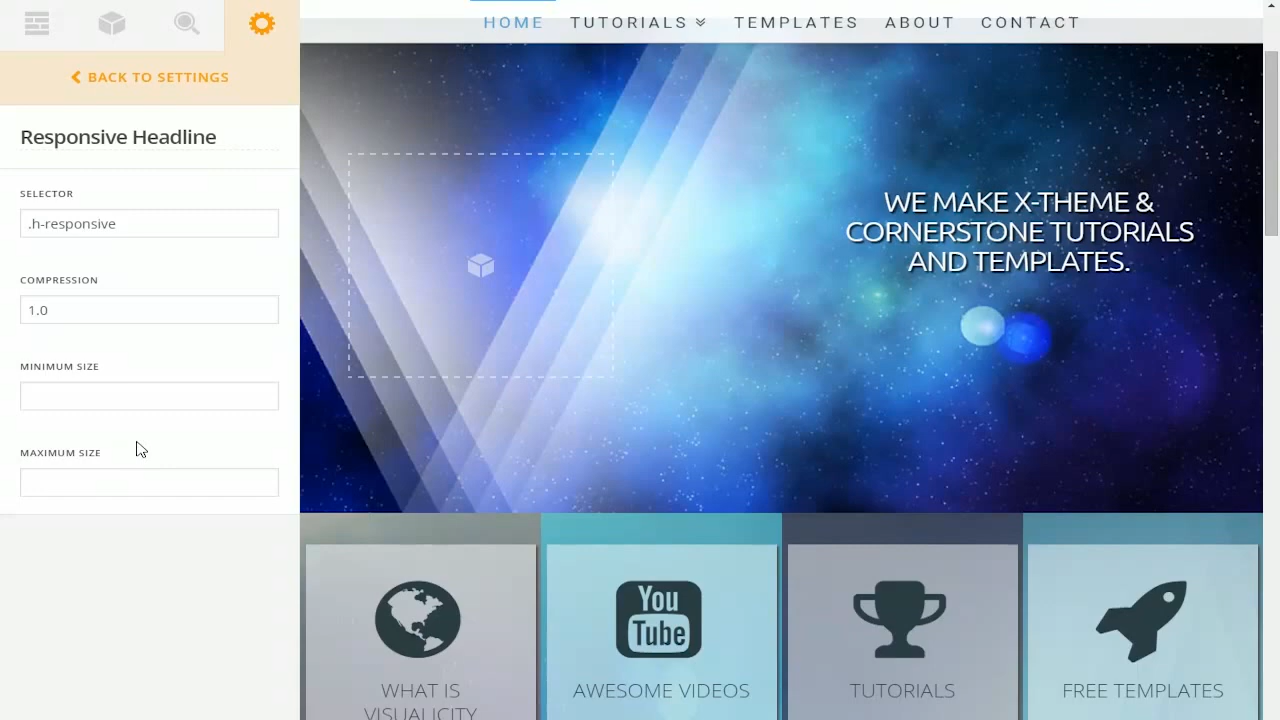 HOME TUTORIALS TEMPLATES ABOUT CONTACT
BACK TO SETTINGS
Responsive Headline
SELECTOR
.h-responsive
COMPRESSION
1.0
MINIMUM SIZE
MAXIMUM SIZE
WE MAKE X-THEME &
CORNERSTONE TUTORIALS
AND TEMPLATES.
You
Tube
WHAT IS
VISUALICITY
AWESOME VIDEOS
TUTORIALS
FREE TEMPLATES